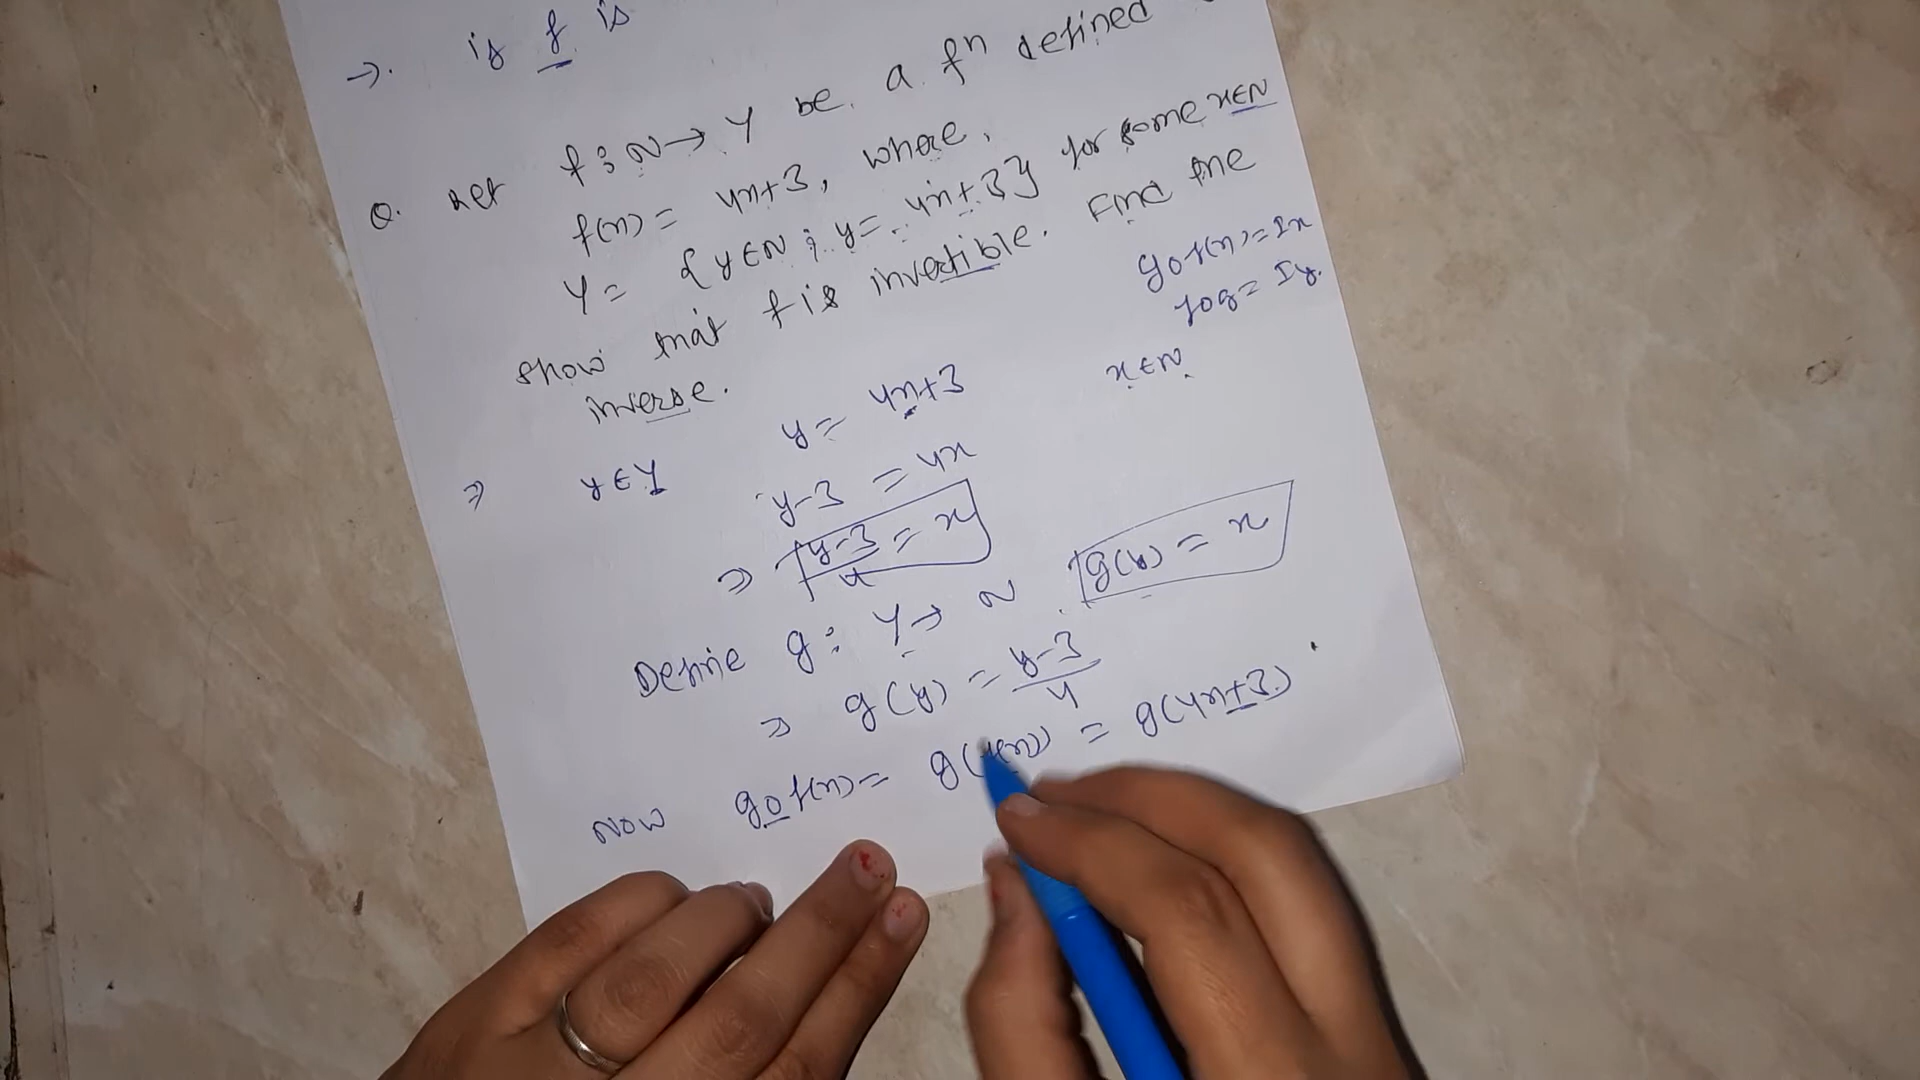 →. is f is
Q. Let f : N → Y be a fn defined
f(x) = 4x+3, where,
Y = {y∈N ; y = 4x+3} for some x∈N
show that f is invertible. Find the
inverse.
gof(x) = Ix
fog = Iy.
⇒ y∈Y y = 4x+3 x∈N
y-3 = 4x
⇒ y-3/4 = x
Define g : Y → N g(y) = x
⇒ g(y) = y-3/4
Now gof(x) = g(f(x)) = g(4x+3)